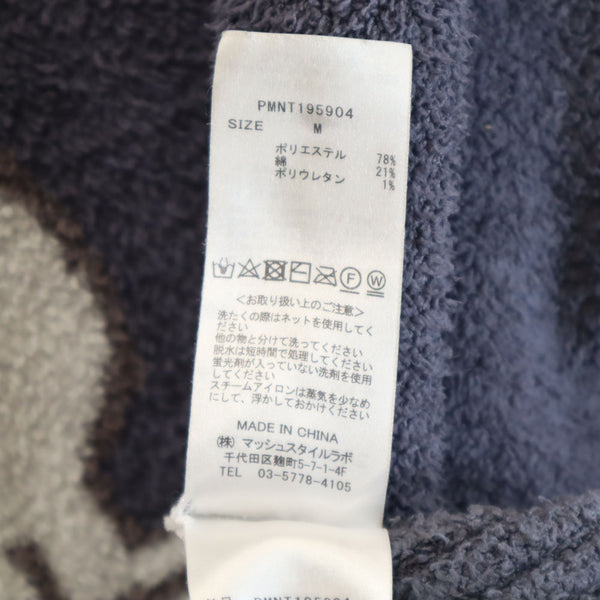 PMNT195904
SIZE M
ポリエステル 78%
綿 21%
ポリウレタン 1%
F W
<お取り扱い上のご注意>
洗たくの際はネットを使用してく
ださい
他の物と分けて洗ってください
脱水は短時間で処理してください
蛍光剤が入っていない洗剤を使用
してください
スチームアイロンは蒸気を少なめ
にして、浮かしておかけください
MADE IN CHINA
(株) マッシュスタイルラボ
千代田区麹町5-7-1-4F
TEL 03-5778-4105
PMNT195904